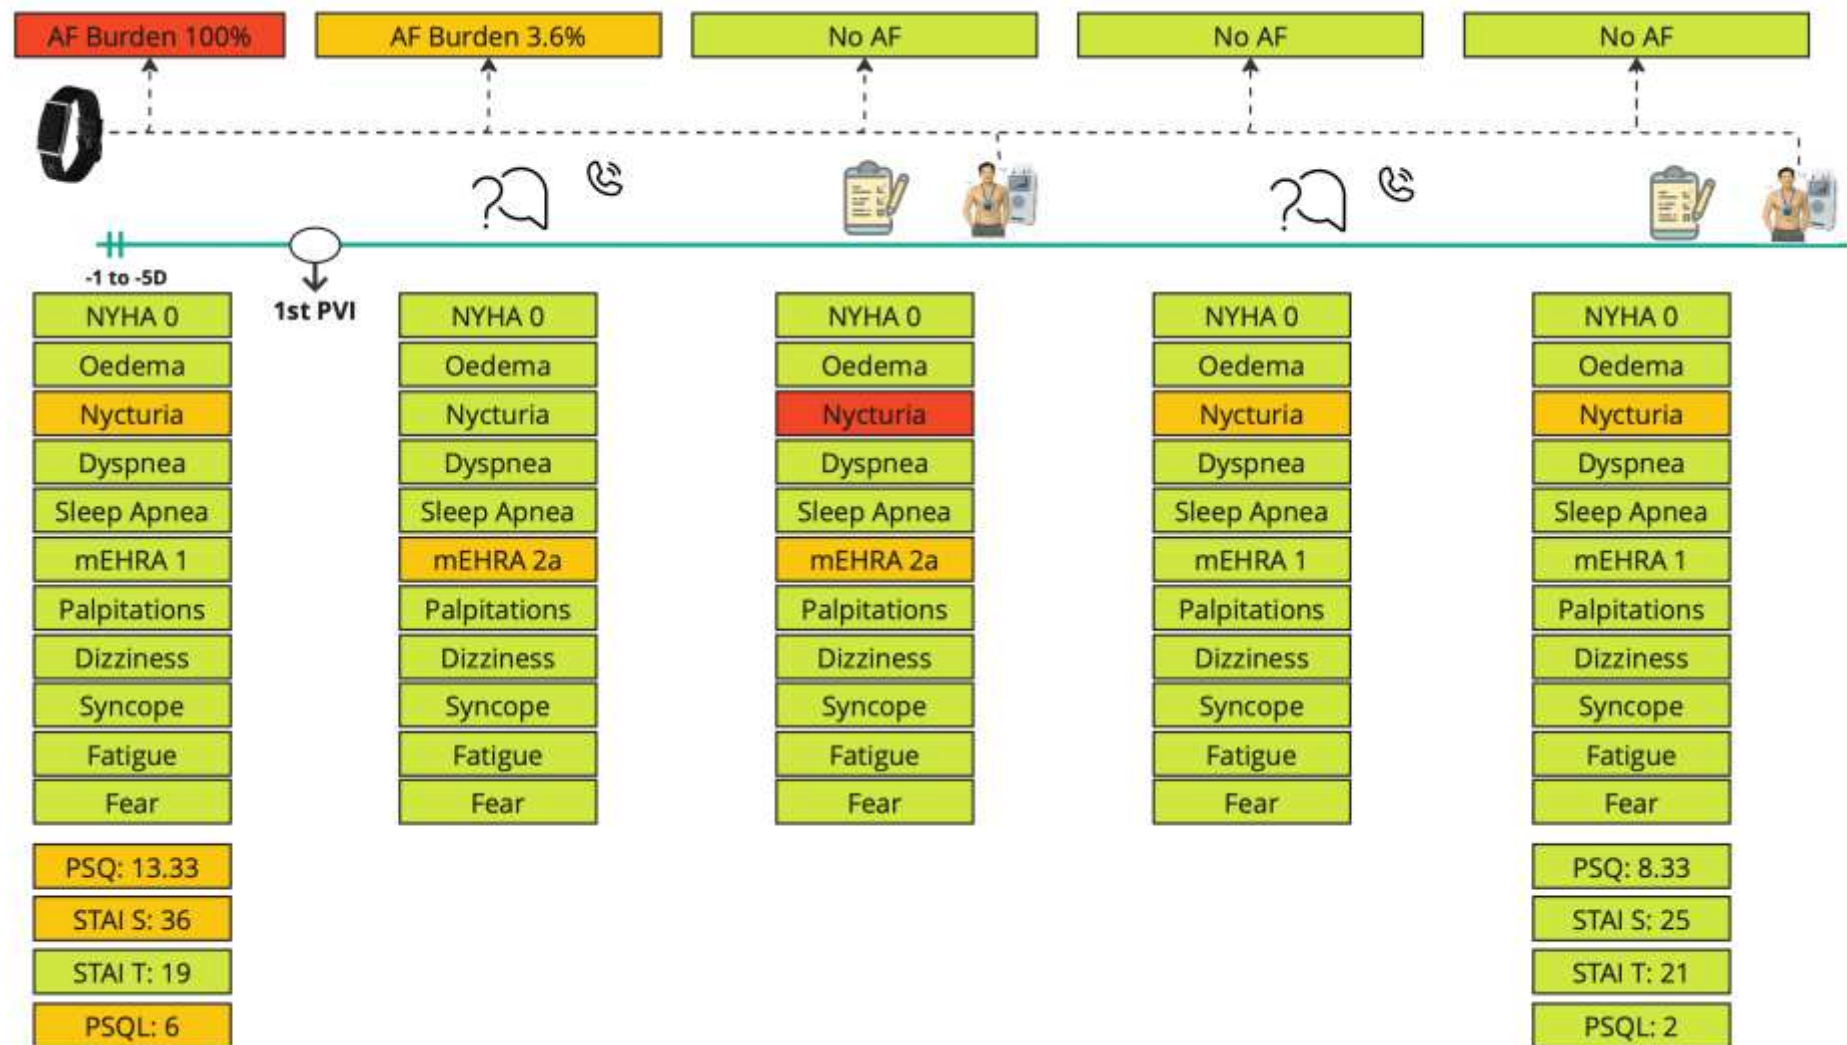 AF Burden 100%
AF Burden 3.6%
No AF
No AF
No AF
?
?
-1 to -5D
1st PVI
NYHA 0
Oedema
Nycturia
Dyspnea
Sleep Apnea
mEHRA 1
Palpitations
Dizziness
Syncope
Fatigue
Fear
PSQ: 13.33
STAI S: 36
STAI T: 19
PSQL: 6
NYHA 0
Oedema
Nycturia
Dyspnea
Sleep Apnea
mEHRA 2a
Palpitations
Dizziness
Syncope
Fatigue
Fear
NYHA 0
Oedema
Nycturia
Dyspnea
Sleep Apnea
mEHRA 2a
Palpitations
Dizziness
Syncope
Fatigue
Fear
NYHA 0
Oedema
Nycturia
Dyspnea
Sleep Apnea
mEHRA 1
Palpitations
Dizziness
Syncope
Fatigue
Fear
NYHA 0
Oedema
Nycturia
Dyspnea
Sleep Apnea
mEHRA 1
Palpitations
Dizziness
Syncope
Fatigue
Fear
PSQ: 8.33
STAI S: 25
STAI T: 21
PSQL: 2